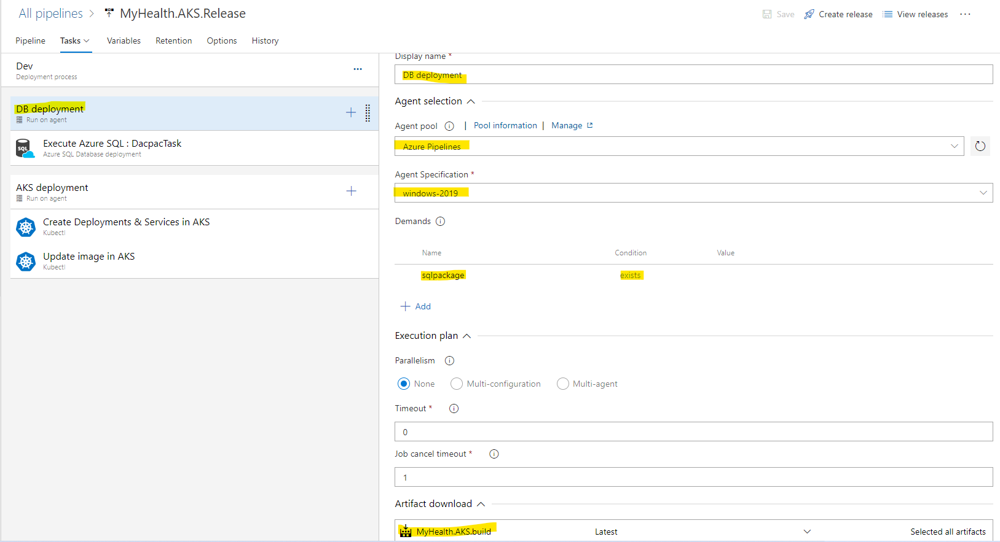 All pipelines > MyHealth.AKS.Release
Save Create release View releases ...
Pipeline Tasks Variables Retention Options History
Dev
Deployment process
DB deployment
Run on agent
SQL
Execute Azure SQL : DacpacTask
Azure SQL Database deployment
AKS deployment
Run on agent
Create Deployments & Services in AKS
Kubectl
Update image in AKS
Kubectl
Display name *
DB deployment
Agent selection
Agent pool | Pool information | Manage
Azure Pipelines
Agent Specification *
windows-2019
Demands
Name Condition Value
sqlpackage exists
+ Add
Execution plan
Parallelism
None Multi-configuration Multi-agent
Timeout *
0
Job cancel timeout *
1
Artifact download
MyHealth.AKS.build Latest Selected all artifacts